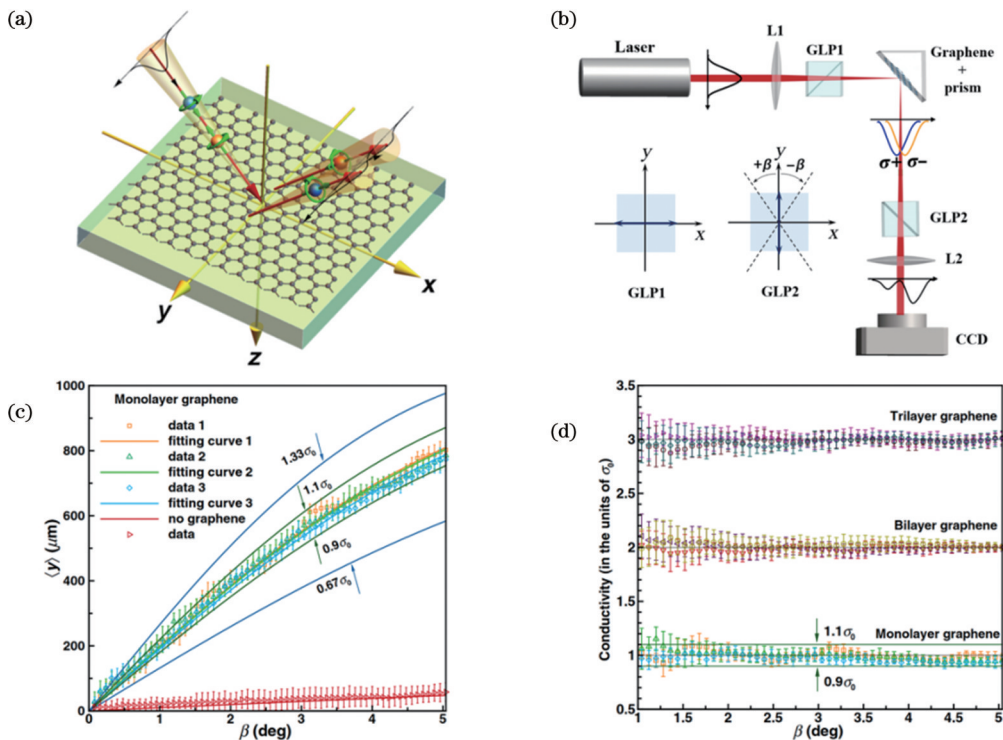 (a)
x
y
z
(b)
Laser
L1
GLP1
Graphene
+
prism
σ+ σ−
GLP2
L2
CCD
y
x
GLP1
y
+β −β
x
GLP2
(c)
⟨y⟩ (μm)
1000
800
600
400
200
0
0 1 2 3 4 5
β (deg)
Monolayer graphene
data 1
fitting curve 1
data 2
fitting curve 2
data 3
fitting curve 3
no graphene
data
1.33σ0
1.1σ0
0.9σ0
0.67σ0
(d)
Conductivity (in the units of σ0)
3.5
3
2.5
2
1.5
1
0.5
1 1.5 2 2.5 3 3.5 4 4.5 5
β (deg)
Trilayer graphene
Bilayer graphene
Monolayer graphene
1.1σ0
0.9σ0